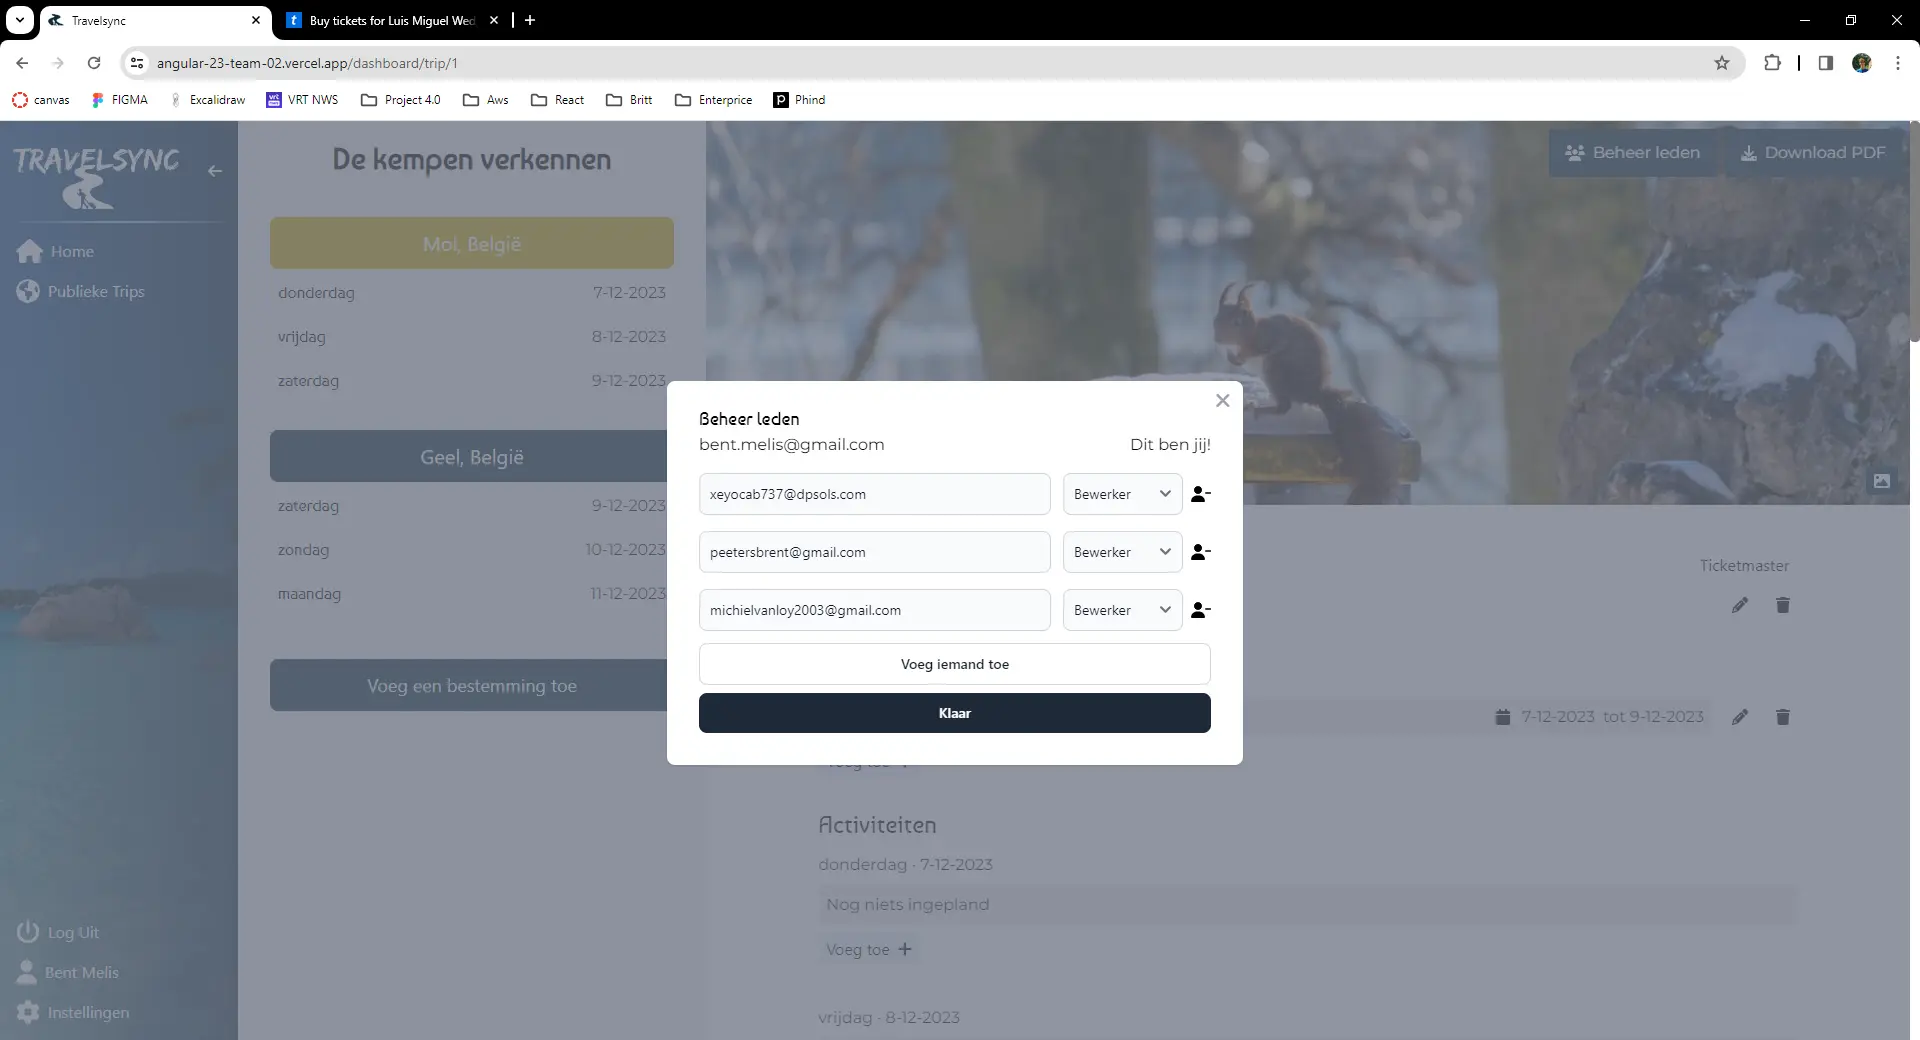 Travelsync
Buy tickets for Luis Miguel Wed
angular-23-team-02.vercel.app/dashboard/trip/1
canvas
FIGMA
Excalidraw
VRT NWS
Project 4.0
Aws
React
Britt
Enterprice
Phind
TRAVELSYNC
Home
Publieke Trips
Log Uit
Bent Melis
Instellingen
De kempen verkennen
Mol, België
donderdag 7-12-2023
vrijdag 8-12-2023
zaterdag 9-12-2023
Geel, België
zaterdag 9-12-2023
zondag 10-12-2023
maandag 11-12-2023
Voeg een bestemming toe
Beheer leden
Download PDF
Beheer leden
bent.melis@gmail.com Dit ben jij!
xeyocab737@dpsols.com Bewerker
peetersbrent@gmail.com Bewerker
michielvanloy2003@gmail.com Bewerker
Voeg iemand toe
Klaar
Ticketmaster
7-12-2023 tot 9-12-2023
Activiteiten
donderdag · 7-12-2023
Nog niets ingepland
Voeg toe +
vrijdag · 8-12-2023